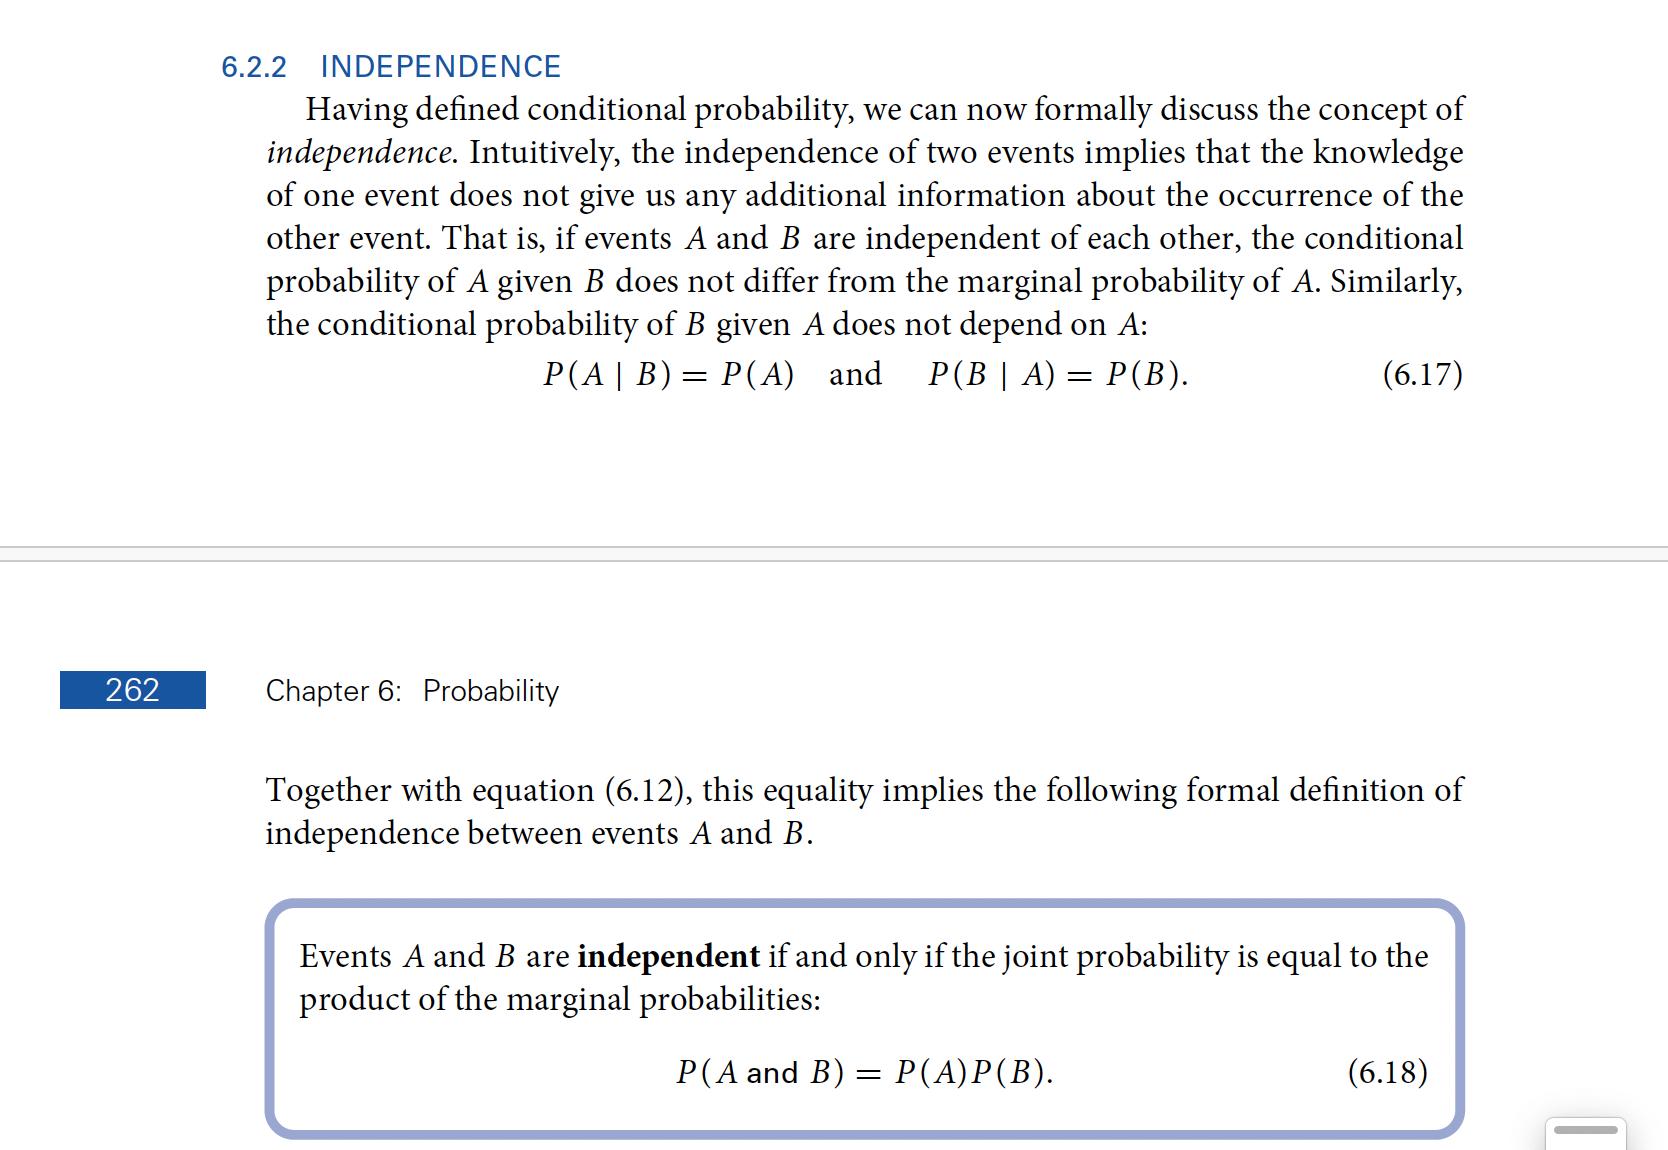 6.2.2 INDEPENDENCE
Having defined conditional probability, we can now formally discuss the concept of
independence. Intuitively, the independence of two events implies that the knowledge
of one event does not give us any additional information about the occurrence of the
other event. That is, if events A and B are independent of each other, the conditional
probability of A given B does not differ from the marginal probability of A. Similarly,
the conditional probability of B given A does not depend on A:
P(A | B) = P(A) and P(B | A) = P(B). (6.17)
262 Chapter 6: Probability
Together with equation (6.12), this equality implies the following formal definition of
independence between events A and B.
Events A and B are independent if and only if the joint probability is equal to the
product of the marginal probabilities:
P(A and B) = P(A)P(B). (6.18)